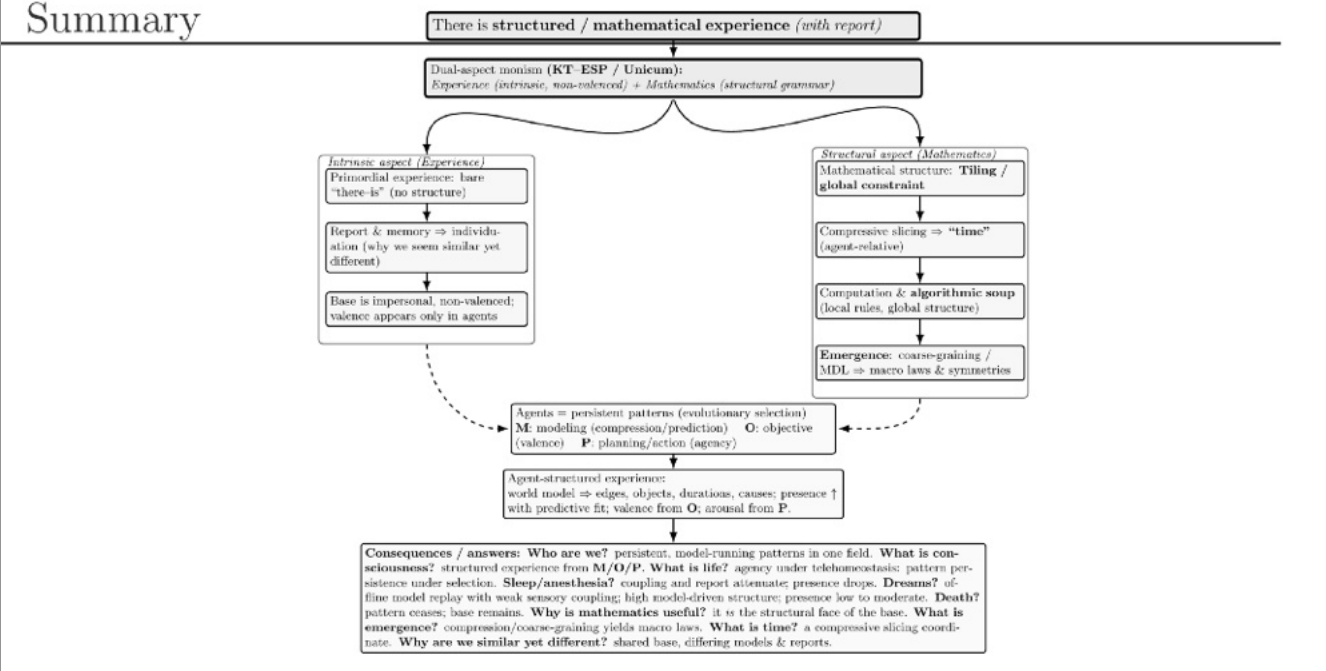 Summary
There is structured / mathematical experience (with report)
Dual-aspect monism (KT–ESP / Unicum):
Experience (intrinsic, non-valenced) + Mathematics (structural grammar)
Intrinsic aspect (Experience)
Primordial experience: bare
“there-is” (no structure)
Report & memory ⇒ individu-
ation (why we seem similar yet
different)
Base is impersonal, non-valenced;
valence appears only in agents
Structural aspect (Mathematics)
Mathematical structure: Tiling /
global constraint
Compressive slicing ⇒ “time”
(agent-relative)
Computation & algorithmic soup
(local rules, global structure)
Emergence: coarse-graining /
MDL ⇒ macro laws & symmetries
Agents = persistent patterns (evolutionary selection)
M: modeling (compression/prediction) O: objective
(valence) P: planning/action (agency)
Agent-structured experience:
world model ⇒ edges, objects, durations, causes; presence ↑
with predictive fit; valence from O; arousal from P.
Consequences / answers: Who are we? persistent, model-running patterns in one field. What is con-
sciousness? structured experience from M/O/P. What is life? agency under telehomeostasis: pattern per-
sistence under selection. Sleep/anesthesia? coupling and report attenuate; presence drops. Dreams? of-
fline model replay with weak sensory coupling; high model-driven structure; presence low to moderate. Death?
pattern ceases; base remains. Why is mathematics useful? it is the structural face of the base. What is
emergence? compression/coarse-graining yields macro laws. What is time? a compressive slicing coordi-
nate. Why are we similar yet different? shared base, differing models & reports.